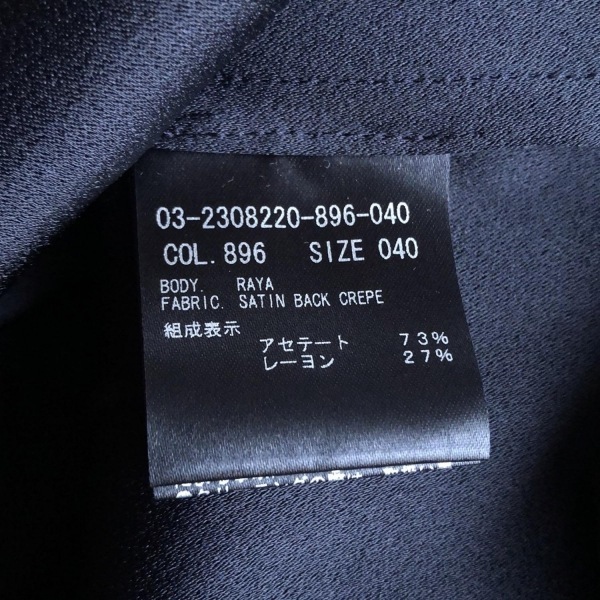 03-2308220-896-040
COL. 896 SIZE 040
BODY. RAYA
FABRIC. SATIN BACK CREPE
組成表示
アセテート 73%
レーヨン 27%